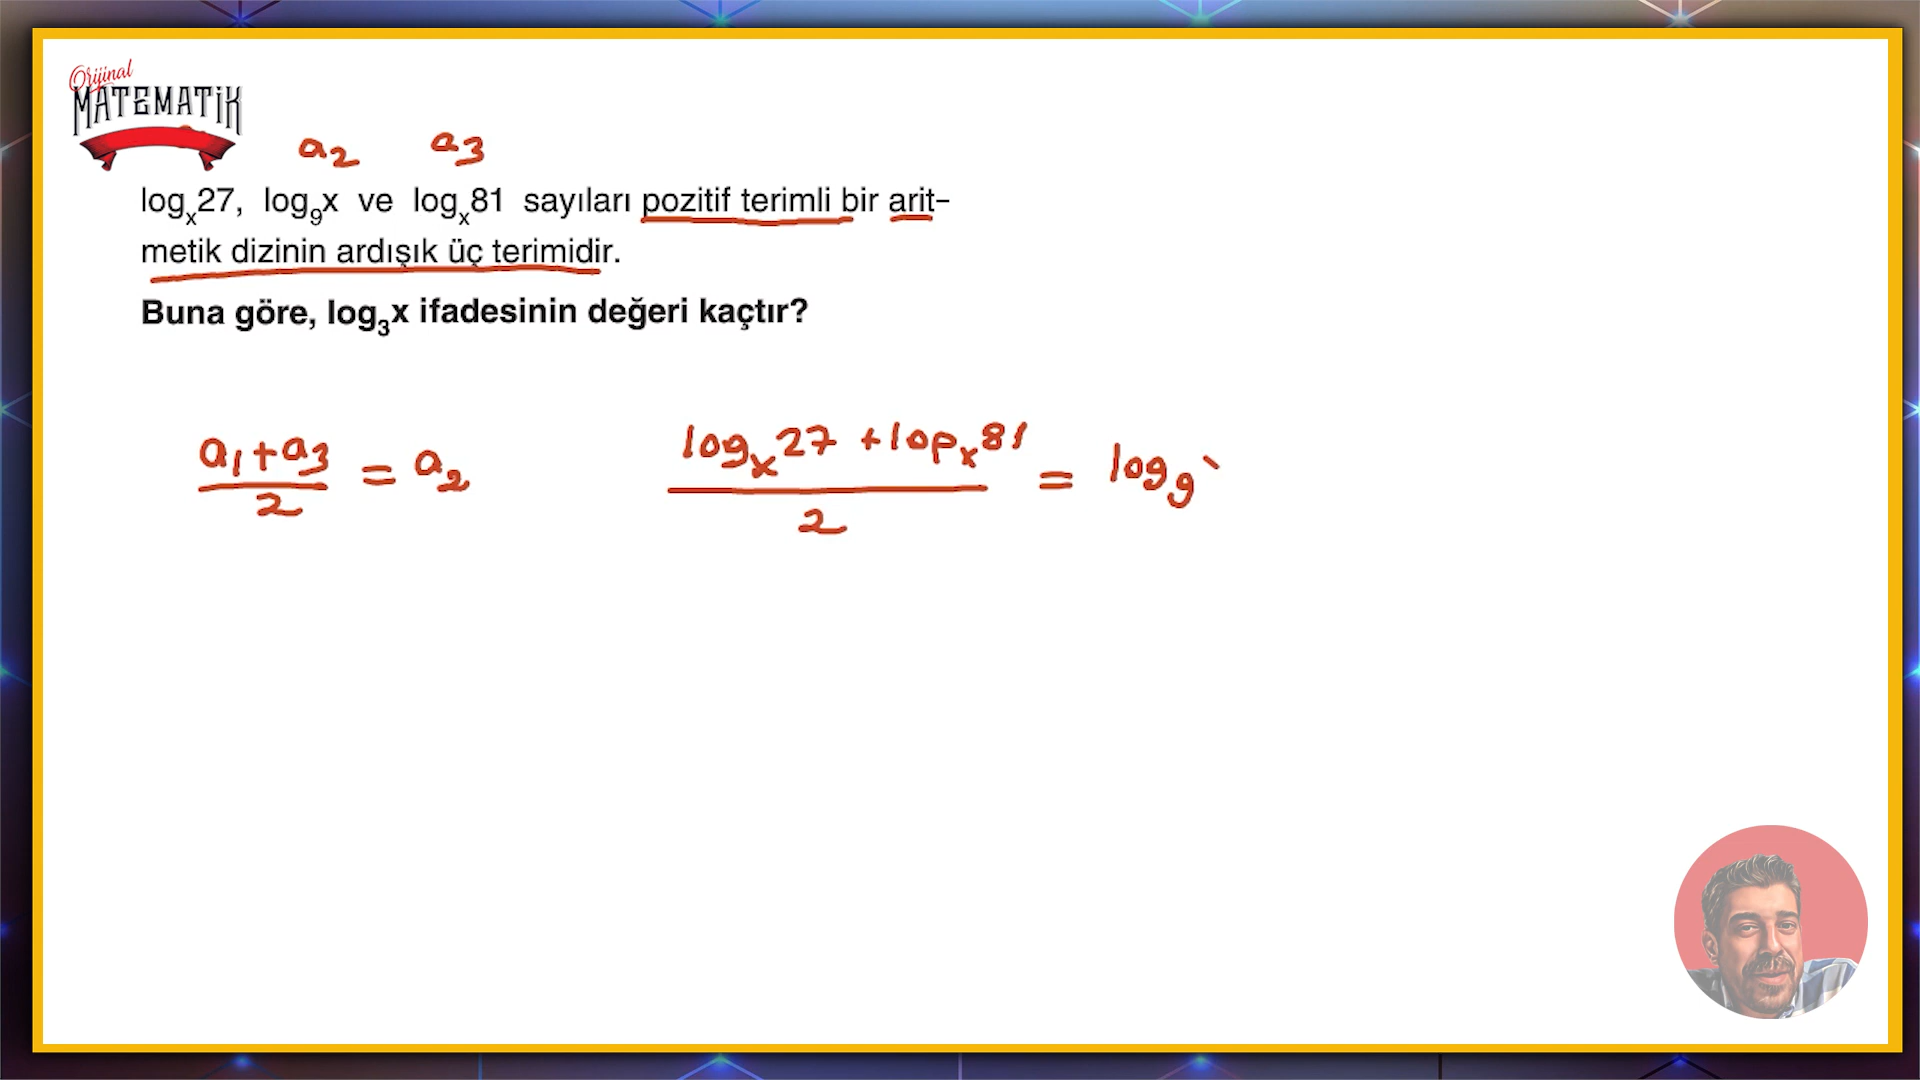 Orijinal
MATEMATİK
a2 a3
logₓ27, log₉x ve logₓ81 sayıları pozitif terimli bir arit-
metik dizinin ardışık üç terimidir.
Buna göre, log₃x ifadesinin değeri kaçtır?
a₁+a₃ / 2 = a₂
logₓ27 + logₓ81 / 2 = log₉